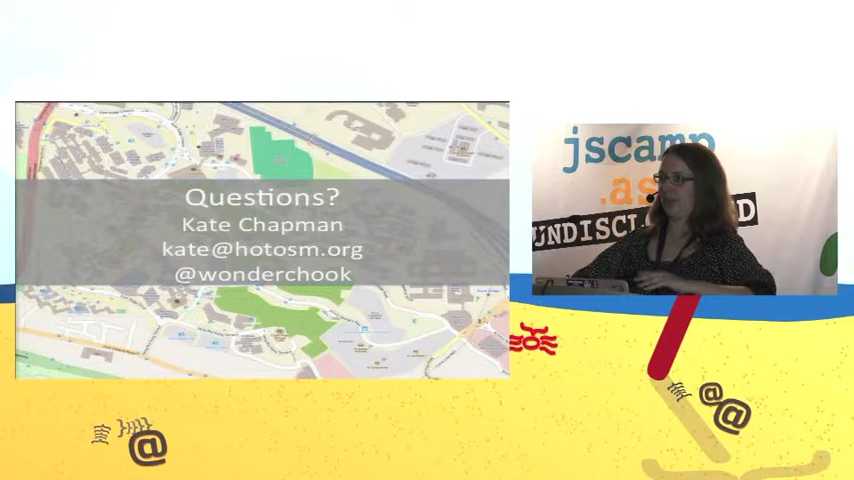 Questions?
Kate Chapman
kate@hotosm.org
@wonderchook
jscamp
.as
UNDISCL
D
@
@
@